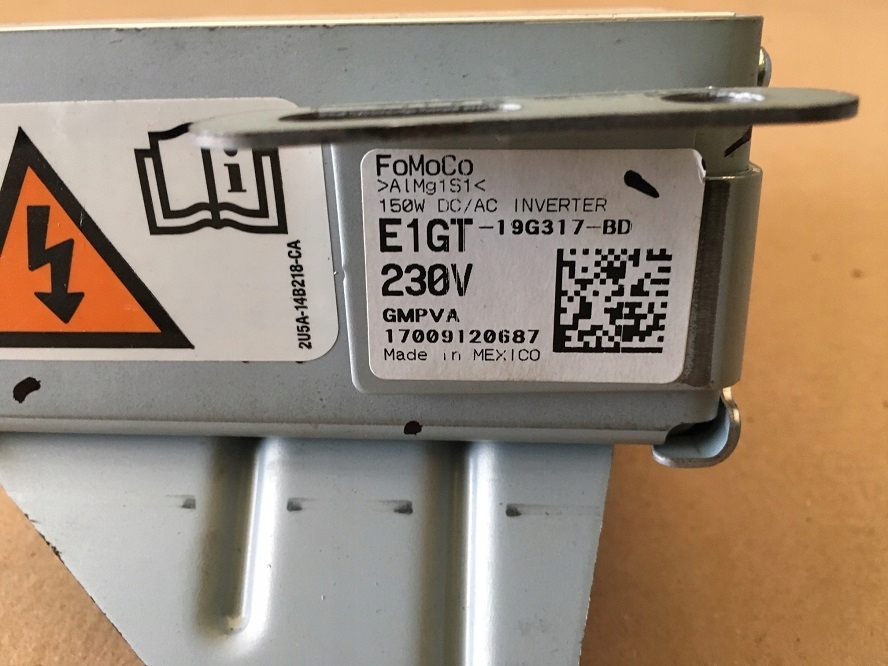 FoMoCo
>AlMg1S1<
150W DC/AC INVERTER
E1GT-19G317-BD
230V
GMPVA
17009120687
Made in MEXICO
i
2U5A-14B218-CA